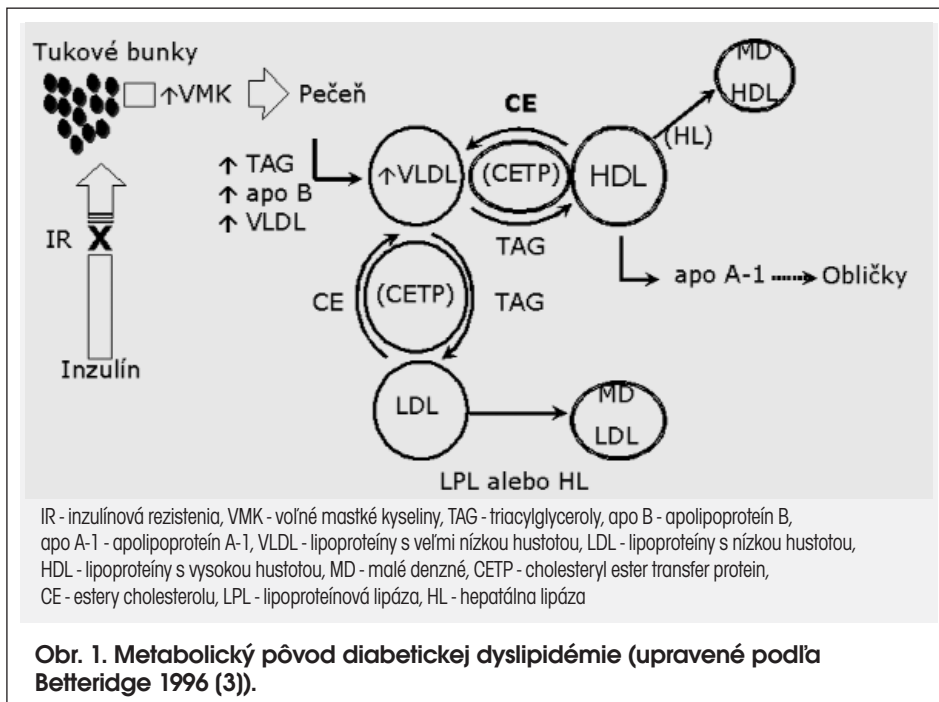 Tukové bunky
↑VMK
Pečeň
↑ TAG
↑ apo B
↑ VLDL
IR
X
Inzulín
↑VLDL
CE
(CETP)
TAG
HDL
(HL)
MD
HDL
apo A-1
Obličky
CE
(CETP)
TAG
LDL
MD
LDL
LPL alebo HL
IR - inzulínová rezistenia, VMK - voľné mastké kyseliny, TAG - triacylglyceroly, apo B - apolipoproteín B,
apo A-1 - apolipoproteín A-1, VLDL - lipoproteíny s veľmi nízkou hustotou, LDL - lipoproteíny s nízkou hustotou,
HDL - lipoproteíny s vysokou hustotou, MD - malé denzné, CETP - cholesteryl ester transfer protein,
CE - estery cholesterolu, LPL - lipoproteínová lipáza, HL - hepatálna lipáza
Obr. 1. Metabolický pôvod diabetickej dyslipidémie (upravené podľa
Betteridge 1996 (3)).